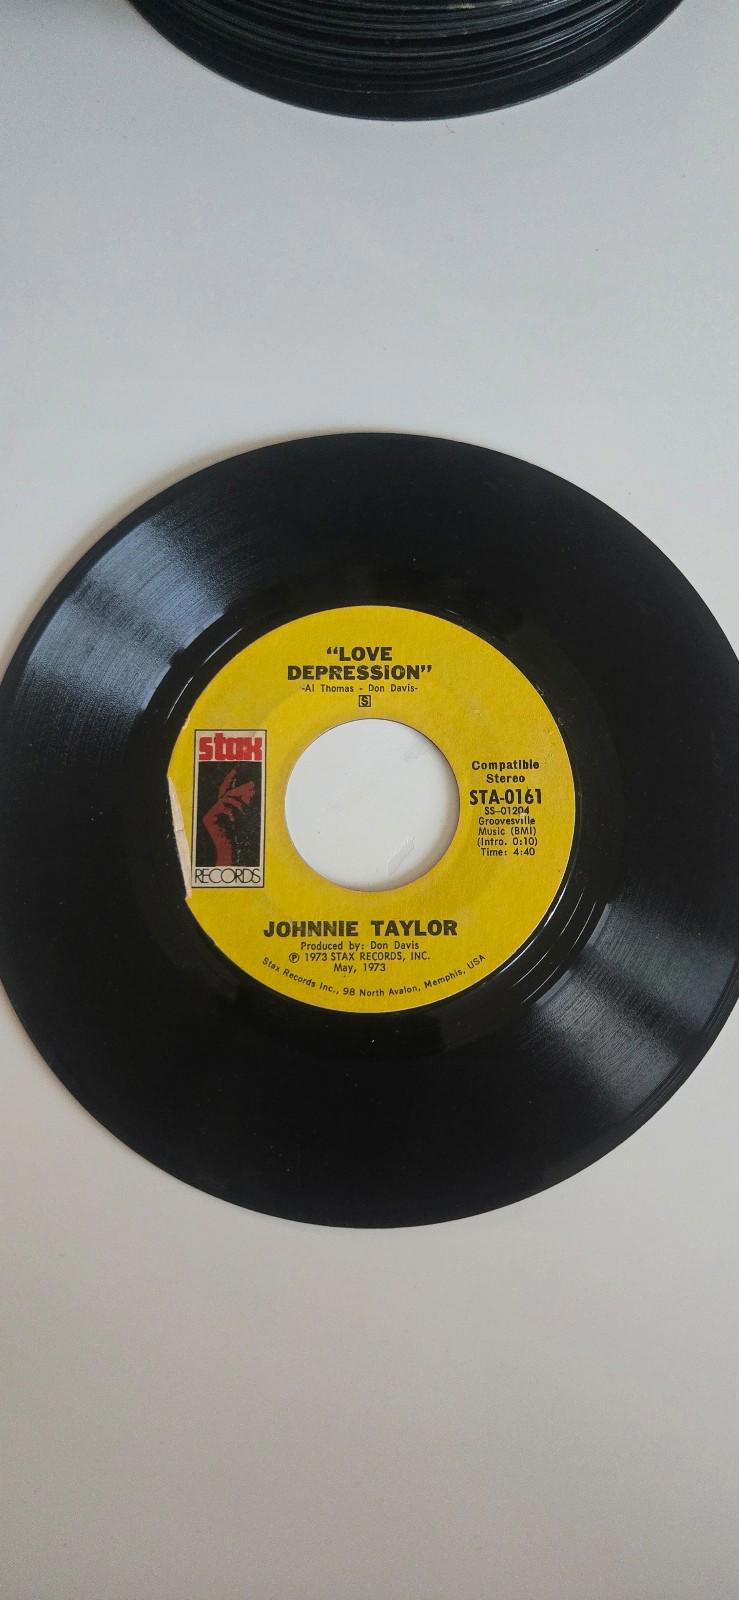 "LOVE
DEPRESSION"
-Al Thomas - Don Davis-
S
stax
RECORDS
Compatible
Stereo
STA-0161
SS-01204
Groovesville
Music (BMI)
(Intro. 0:10)
Time: 4:40
JOHNNIE TAYLOR
Produced by: Don Davis
℗ 1973 STAX RECORDS, INC.
May, 1973
Stax Records Inc., 98 North Avalon, Memphis, USA